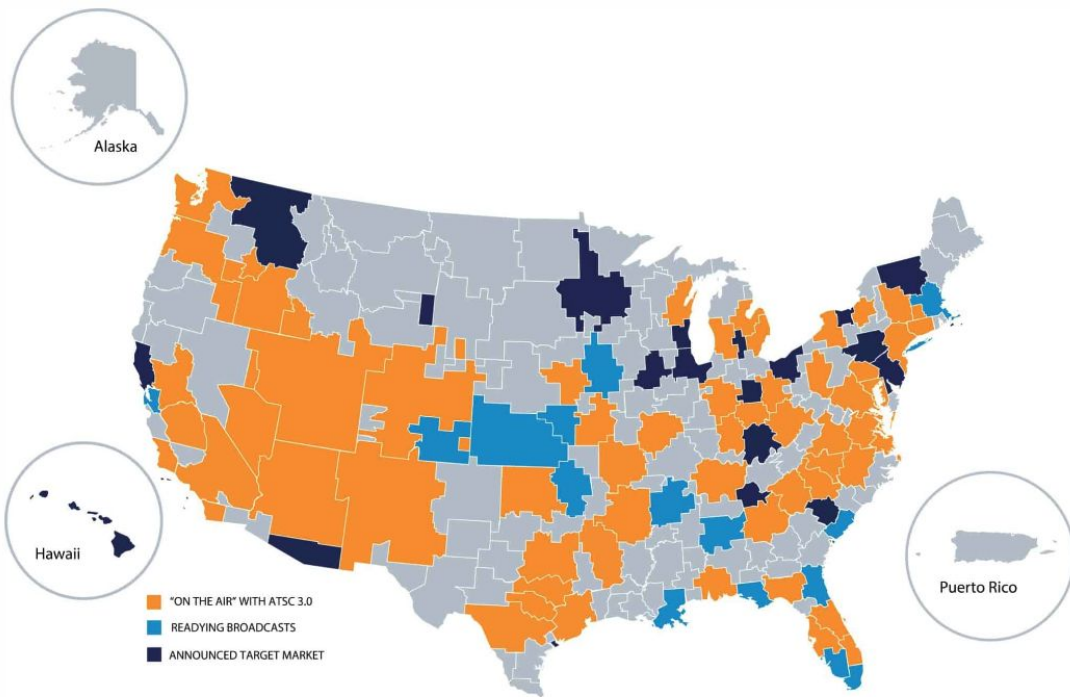 Alaska
Hawaii
Puerto Rico
"ON THE AIR" WITH ATSC 3.0
READYING BROADCASTS
ANNOUNCED TARGET MARKET